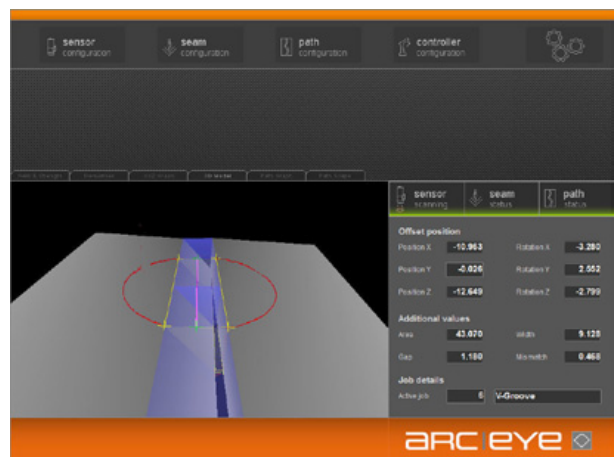 sensor configuration
seam configuration
path configuration
controller configuration
sensor scanning
seam status
path status
Offset position
Position X -10.963 Rotation X -3.280
Position Y -0.026 Rotation Y 2.552
Position Z -12.649 Rotation Z -2.799
Additional values
Area 43.070 Width 9.128
Gap 1.180 Mismatch 0.468
Job details
Active job 6 V-Groove
arc eye